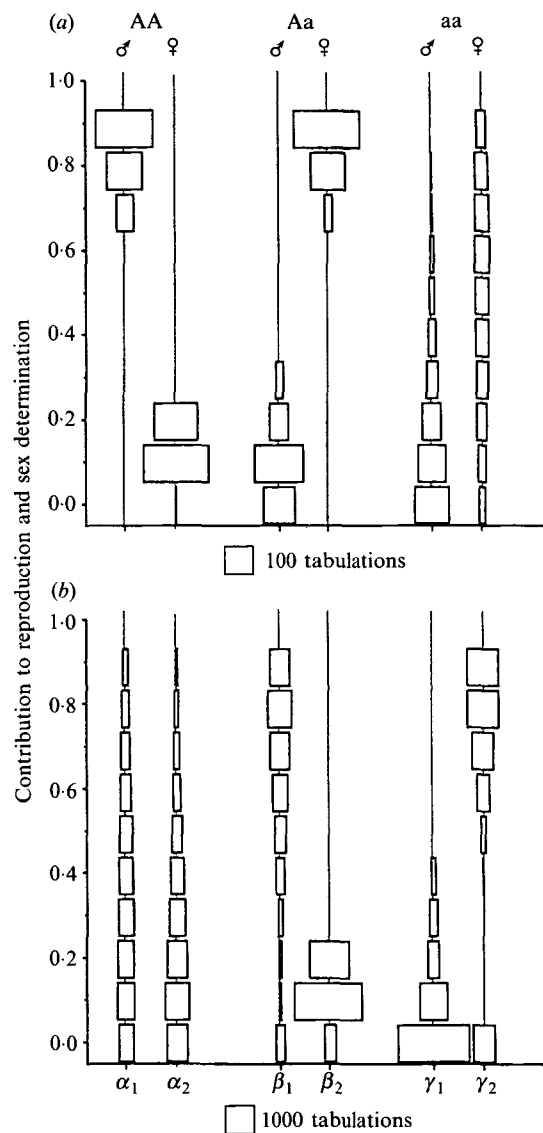 (a)
AA Aa aa
♂ ♀ ♂ ♀ ♂ ♀
1·0
0·8
0·6
0·4
0·2
0·0
100 tabulations
(b)
1·0
0·8
0·6
0·4
0·2
0·0
α₁ α₂ β₁ β₂ γ₁ γ₂
1000 tabulations
Contribution to reproduction and sex determination